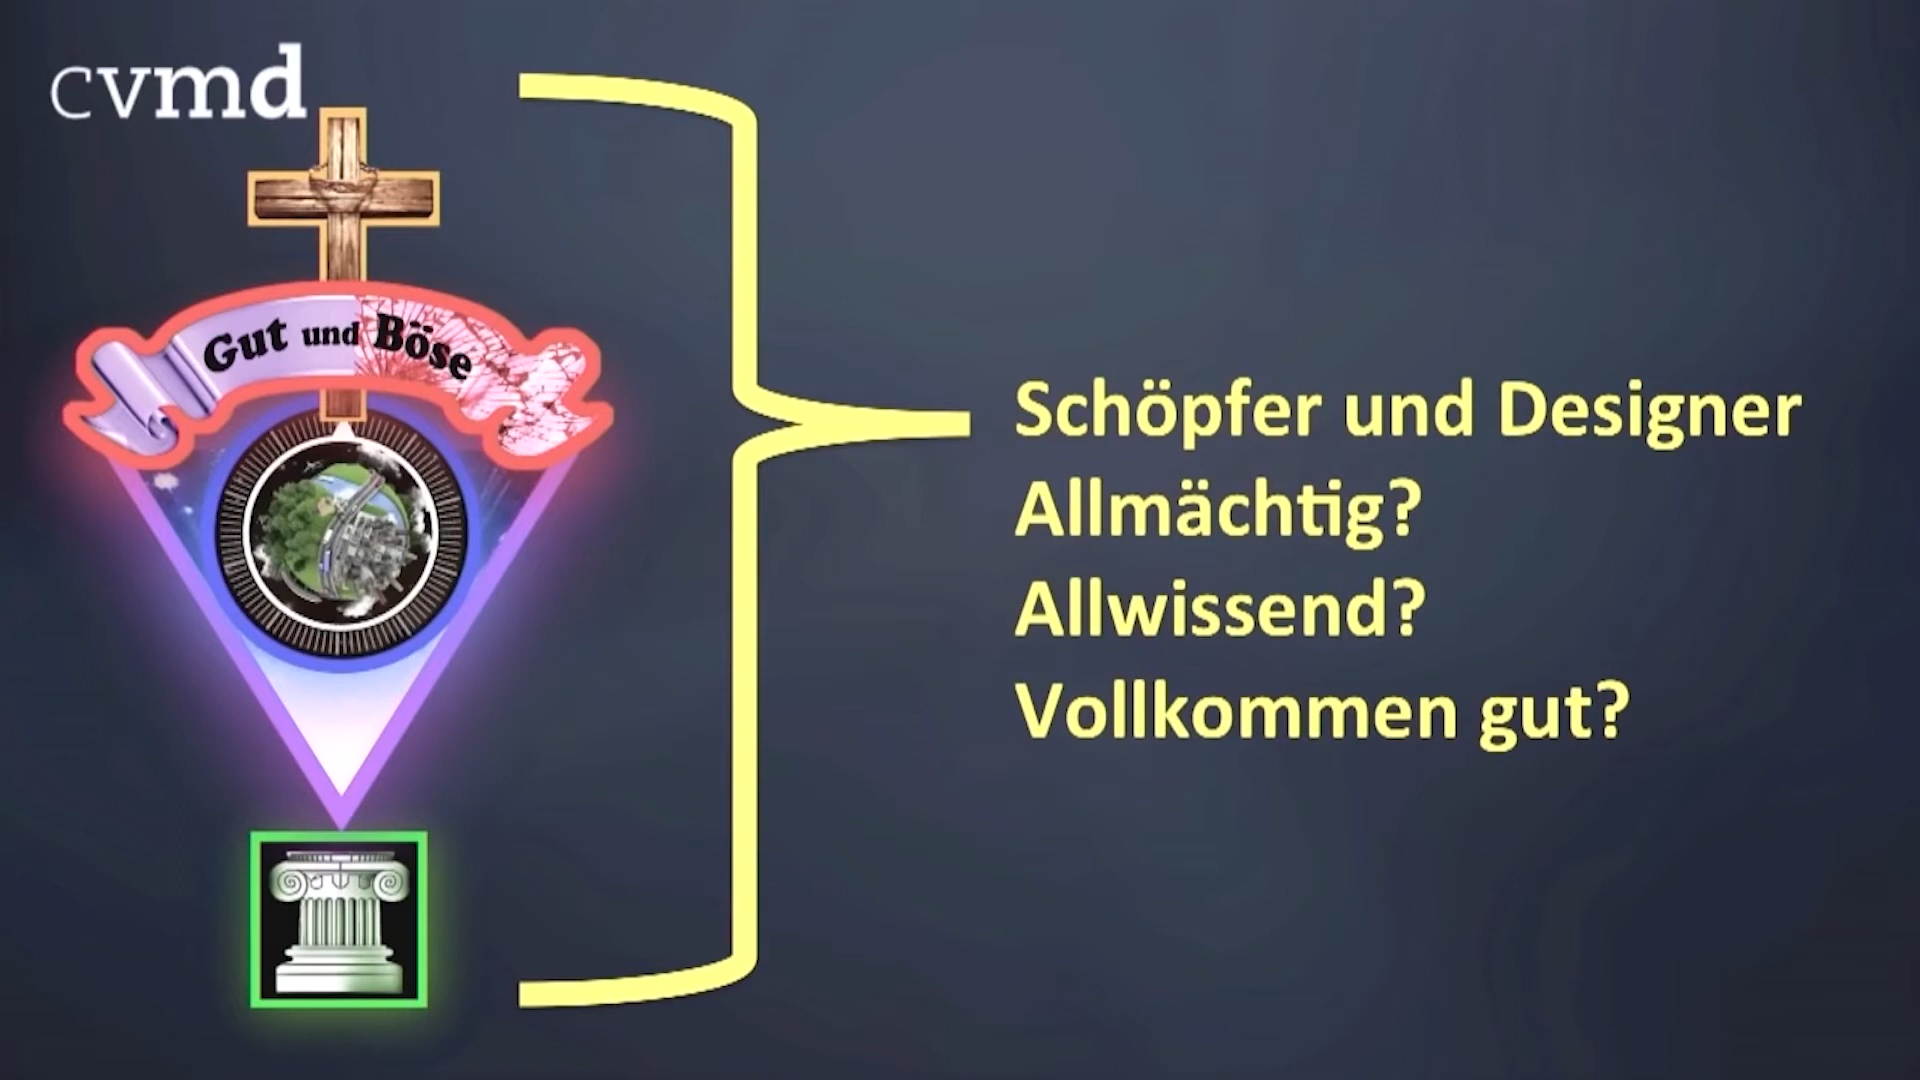 cvmd
Gut und Böse
Schöpfer und Designer
Allmächtig?
Allwissend?
Vollkommen gut?